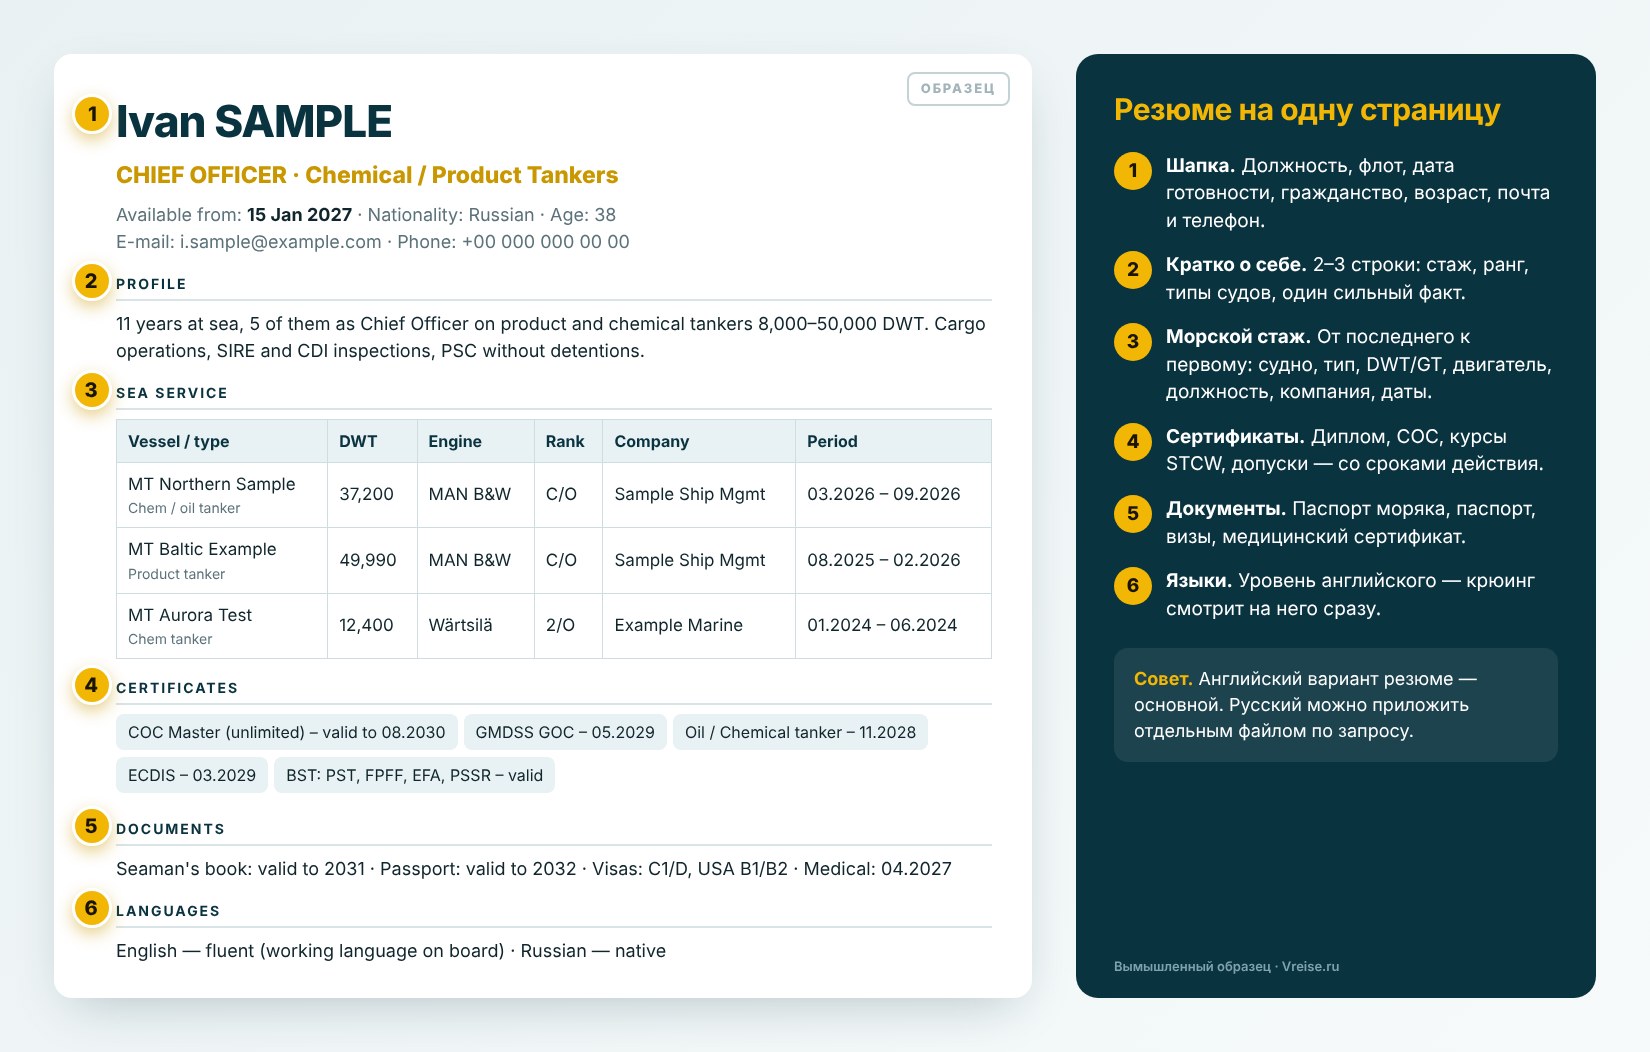 ОБРАЗЕЦ
1
Ivan SAMPLE
CHIEF OFFICER · Chemical / Product Tankers
Available from: 15 Jan 2027 · Nationality: Russian · Age: 38
E-mail: i.sample@example.com · Phone: +00 000 000 00 00
2
PROFILE
11 years at sea, 5 of them as Chief Officer on product and chemical tankers 8,000–50,000 DWT. Cargo
operations, SIRE and CDI inspections, PSC without detentions.
3
SEA SERVICE
Vessel / type DWT Engine Rank Company Period
MT Northern Sample
Chem / oil tanker
37,200 MAN B&W C/O Sample Ship Mgmt 03.2026 – 09.2026
MT Baltic Example
Product tanker
49,990 MAN B&W C/O Sample Ship Mgmt 08.2025 – 02.2026
MT Aurora Test
Chem tanker
12,400 Wärtsilä 2/O Example Marine 01.2024 – 06.2024
4
CERTIFICATES
COC Master (unlimited) – valid to 08.2030 GMDSS GOC – 05.2029 Oil / Chemical tanker – 11.2028
ECDIS – 03.2029 BST: PST, FPFF, EFA, PSSR – valid
5
DOCUMENTS
Seaman's book: valid to 2031 · Passport: valid to 2032 · Visas: C1/D, USA B1/B2 · Medical: 04.2027
6
LANGUAGES
English — fluent (working language on board) · Russian — native
Резюме на одну страницу
1
Шапка. Должность, флот, дата
готовности, гражданство, возраст, почта
и телефон.
2
Кратко о себе. 2–3 строки: стаж, ранг,
типы судов, один сильный факт.
3
Морской стаж. От последнего к
первому: судно, тип, DWT/GT, двигатель,
должность, компания, даты.
4
Сертификаты. Диплом, COC, курсы
STCW, допуски — со сроками действия.
5
Документы. Паспорт моряка, паспорт,
визы, медицинский сертификат.
6
Языки. Уровень английского — крюинг
смотрит на него сразу.
Совет. Английский вариант резюме —
основной. Русский можно приложить
отдельным файлом по запросу.
Вымышленный образец · Vreise.ru